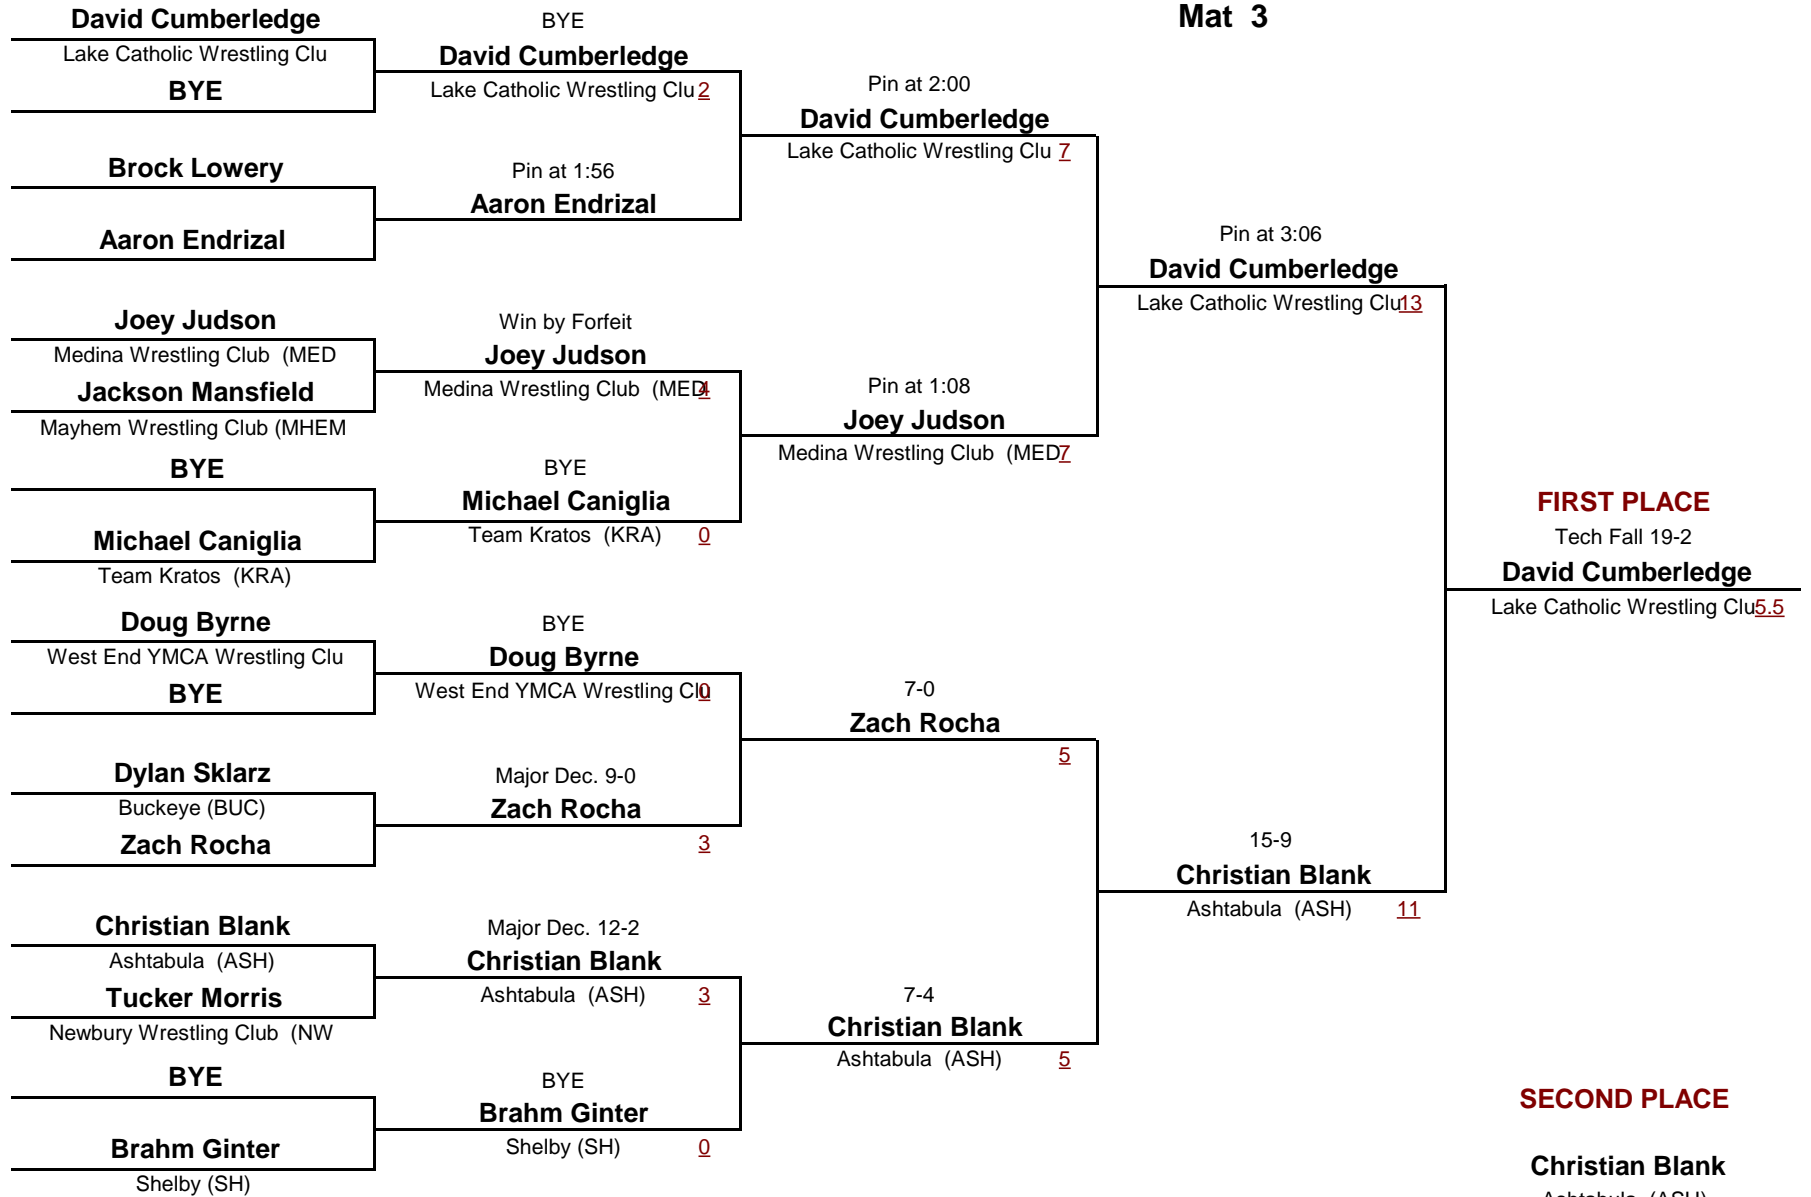 Mat 3
David Cumberledge
Lake Catholic Wrestling Clu
BYE
Brock Lowery
Aaron Endrizal
Joey Judson
Medina Wrestling Club (MED
Jackson Mansfield
Mayhem Wrestling Club (MHEM
BYE
Michael Caniglia
Team Kratos (KRA)
Doug Byrne
West End YMCA Wrestling Clu
BYE
Dylan Sklarz
Buckeye (BUC)
Zach Rocha
Christian Blank
Ashtabula (ASH)
Tucker Morris
Newbury Wrestling Club (NW
BYE
Brahm Ginter
Shelby (SH)
BYE
David Cumberledge
Lake Catholic Wrestling Clu 2
Pin at 1:56
Aaron Endrizal
Win by Forfeit
Joey Judson
Medina Wrestling Club (MED 4
BYE
Michael Caniglia
Team Kratos (KRA) 0
BYE
Doug Byrne
West End YMCA Wrestling Clu 0
Major Dec. 9-0
Zach Rocha
3
Major Dec. 12-2
Christian Blank
Ashtabula (ASH) 3
BYE
Brahm Ginter
Shelby (SH) 0
Pin at 2:00
David Cumberledge
Lake Catholic Wrestling Clu 7
Pin at 1:08
Joey Judson
Medina Wrestling Club (MED 7
7-0
Zach Rocha
5
7-4
Christian Blank
Ashtabula (ASH) 5
Pin at 3:06
David Cumberledge
Lake Catholic Wrestling Clu 13
15-9
Christian Blank
Ashtabula (ASH) 11
FIRST PLACE
Tech Fall 19-2
David Cumberledge
Lake Catholic Wrestling Clu 5.5
SECOND PLACE
Christian Blank
Ashtabula (ASH)